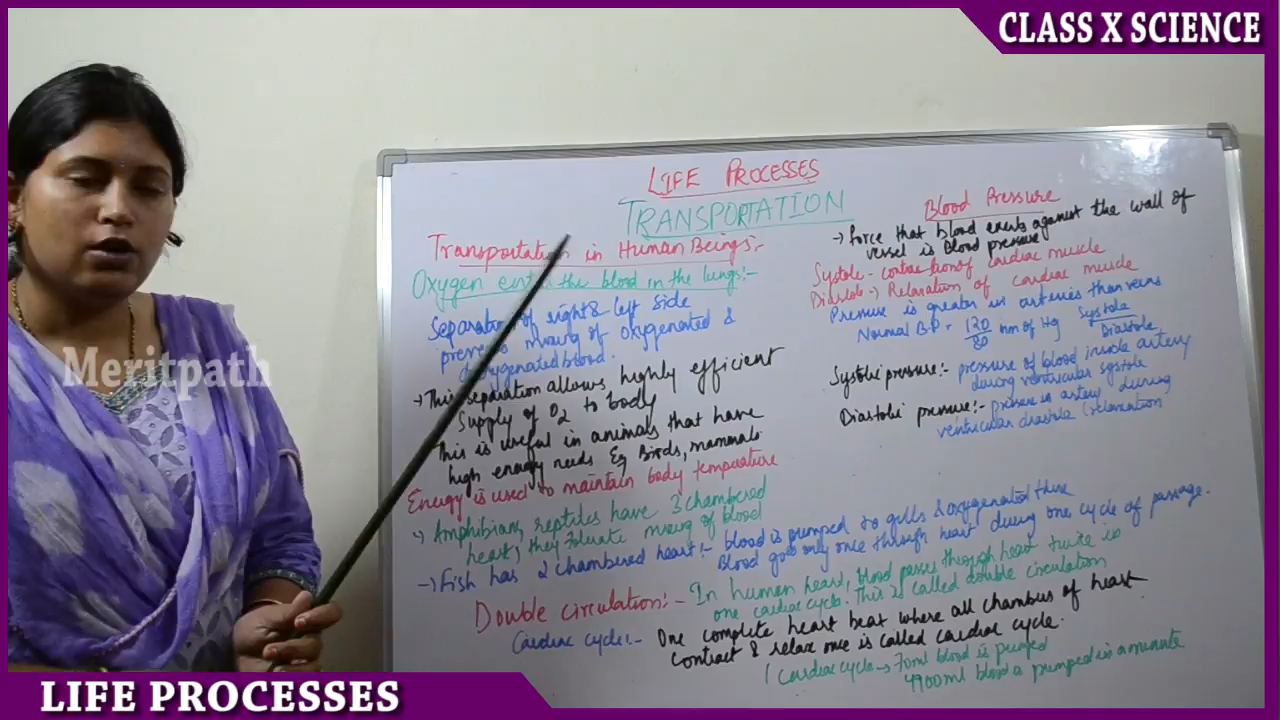 CLASS X SCIENCE
LIFE PROCESSES
TRANSPORTATION
Transportation in Human Beings:-
Oxygen enters the blood in the lungs:-
Separation of right & left side
prevents mixing of oxygenated &
deoxygenated blood.
→ This separation allows highly efficient
supply of O2 to body
This is useful in animals that have
high energy needs Eg Birds, mammals
Energy is used to maintain body temperature
→ Amphibians, reptiles have 3 chambered
heart, they tolerate mixing of blood
→ Fish has 2 chambered heart:- blood is pumped to gills & oxygenated there
Blood goes only once through heart during one cycle of passage.
Double circulation:- In human heart, blood passes through heart twice in
one cardiac cycle. This is called double circulation
Cardiac cycle:- One complete heart beat where all chambers of heart
contract & relax once is called cardiac cycle.
1 cardiac cycle → 70ml blood is pumped
4900ml blood is pumped in a minute
Blood Pressure
→ force that blood exerts against the wall of
vessel is Blood pressure
Systole - contraction of cardiac muscle
Diastole → Relaxation of cardiac muscle
Pressure is greater in arteries than veins
Normal B.P = 120/80 mm of Hg Systole/Diastole
Systolic pressure:- pressure of blood inside artery
during ventricular systole
Diastolic pressure:- pressure in artery during
ventricular diastole (relaxation)
Meritpath
LIFE PROCESSES